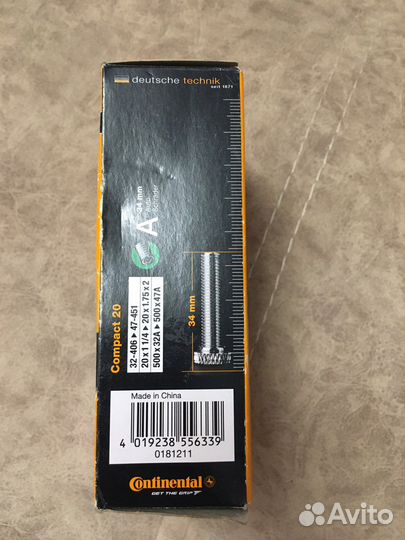 deutsche technik
seit 1871
A
34 mm
Auto
Schrader
34 mm
Compact 20
32-406 ▸ 47-451
20 x 1 1/4 ▸ 20 x 1.75 x 2
500 x 32A ▸ 500 x 47A
Made in China
4 019238 556339
0181211
Continental
GET THE GRIP
Avito